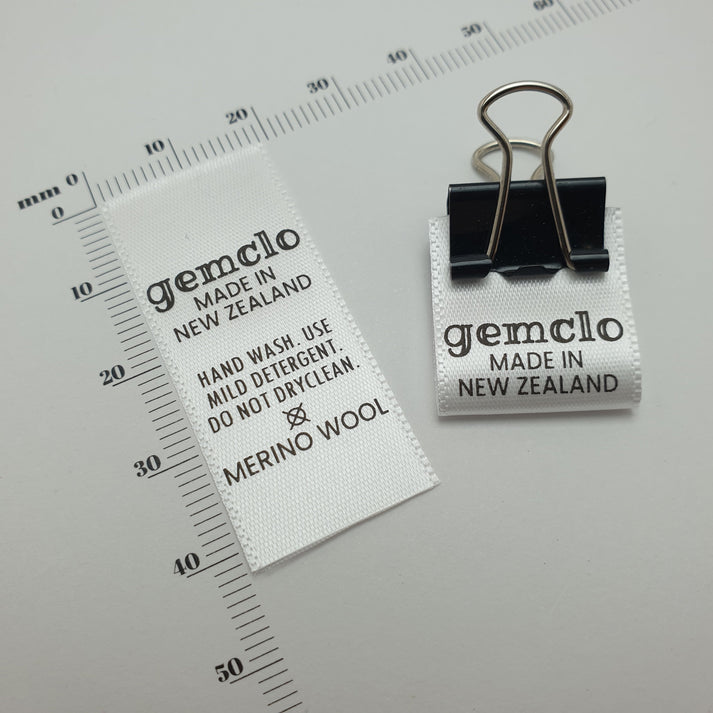 mm 0 10 20 30 40 50 60
0
10
20
30
40
50
gemclo
MADE IN
NEW ZEALAND
HAND WASH. USE
MILD DETERGENT.
DO NOT DRYCLEAN.
MERINO WOOL
gemclo
MADE IN
NEW ZEALAND